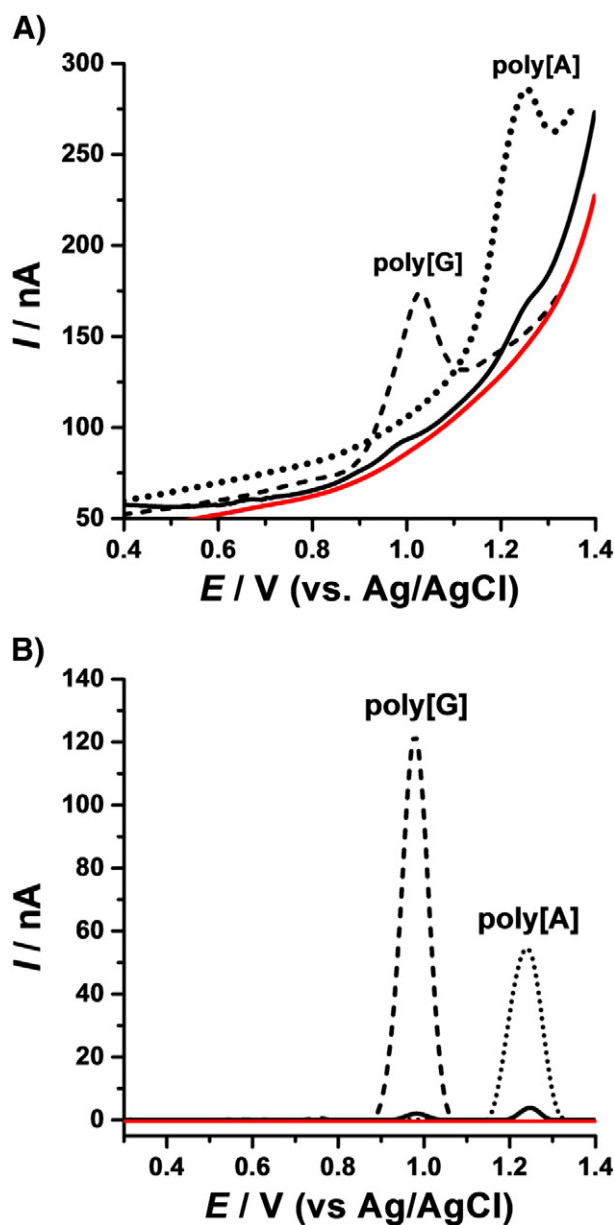 A)
poly[A]
poly[G]
I / nA
300
250
200
150
100
50
0.4 0.6 0.8 1.0 1.2 1.4
E / V (vs. Ag/AgCl)
B)
poly[G]
poly[A]
I / nA
140
120
100
80
60
40
20
0
0.4 0.6 0.8 1.0 1.2 1.4
E / V (vs Ag/AgCl)